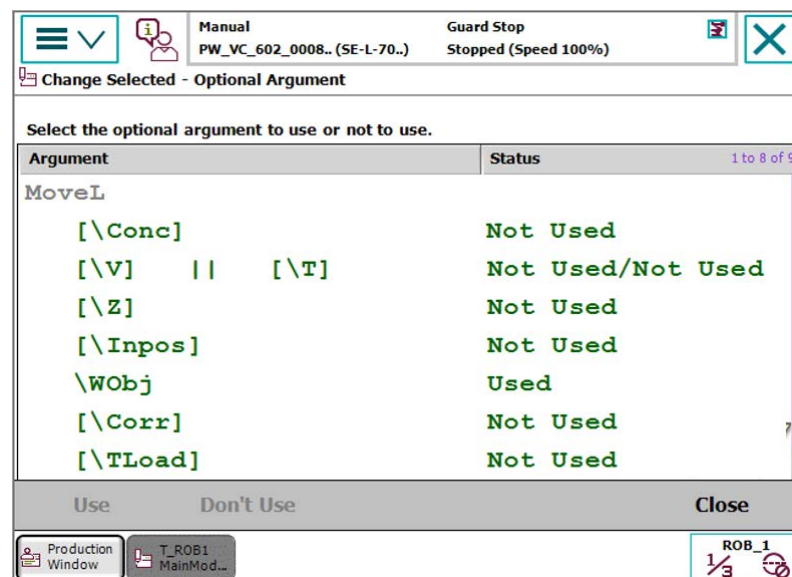 Manual Guard Stop
PW_VC_602_0008.. (SE-L-70..) Stopped (Speed 100%)
Change Selected - Optional Argument
Select the optional argument to use or not to use.
Argument Status 1 to 8 of 9
MoveL
[\Conc] Not Used
[\V] || [\T] Not Used/Not Used
[\Z] Not Used
[\Inpos] Not Used
\WObj Used
[\Corr] Not Used
[\TLoad] Not Used
Use Don't Use Close
Production Window
T_ROB1
MainMod...
ROB_1
1/3